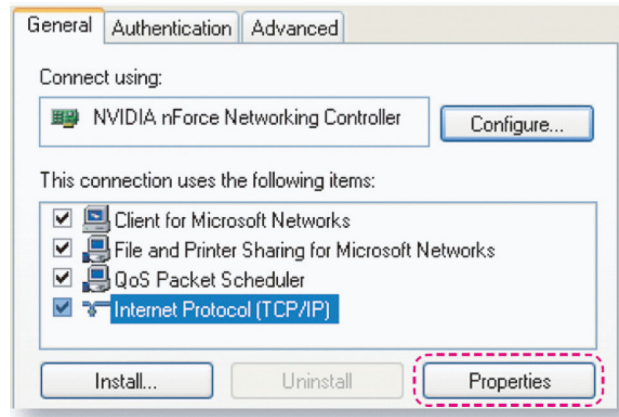 General Authentication Advanced
Connect using:
NVIDIA nForce Networking Controller Configure...
This connection uses the following items:
Client for Microsoft Networks
File and Printer Sharing for Microsoft Networks
QoS Packet Scheduler
Internet Protocol (TCP/IP)
Install... Uninstall Properties